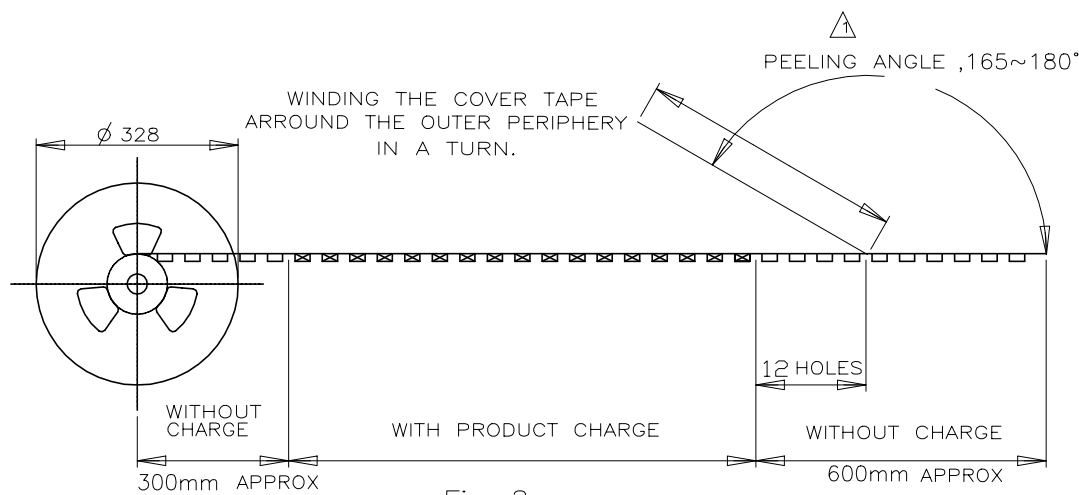 1
PEELING ANGLE ,165~180°
WINDING THE COVER TAPE
ARROUND THE OUTER PERIPHERY
IN A TURN.
ϕ 328
12 HOLES
WITHOUT
CHARGE
WITH PRODUCT CHARGE
WITHOUT CHARGE
300mm APPROX
600mm APPROX